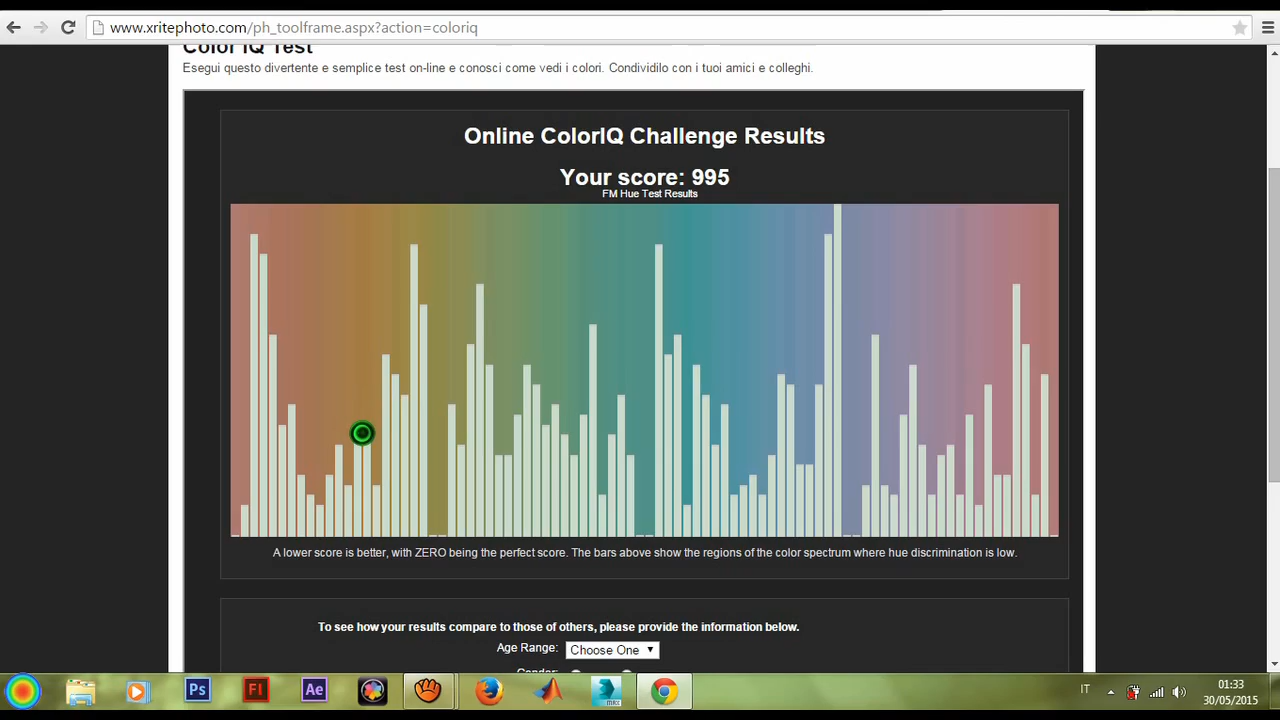 www.xritephoto.com/ph_toolframe.aspx?action=coloriq
Color IQ Test
Esegui questo divertente e semplice test on-line e conosci come vedi i colori. Condividilo con i tuoi amici e colleghi.
Online ColorIQ Challenge Results
Your score: 995
FM Hue Test Results
A lower score is better, with ZERO being the perfect score. The bars above show the regions of the color spectrum where hue discrimination is low.
To see how your results compare to those of others, please provide the information below.
Age Range: Choose One
Gender:
Ps Fl Ae max IT 01:33
30/05/2015